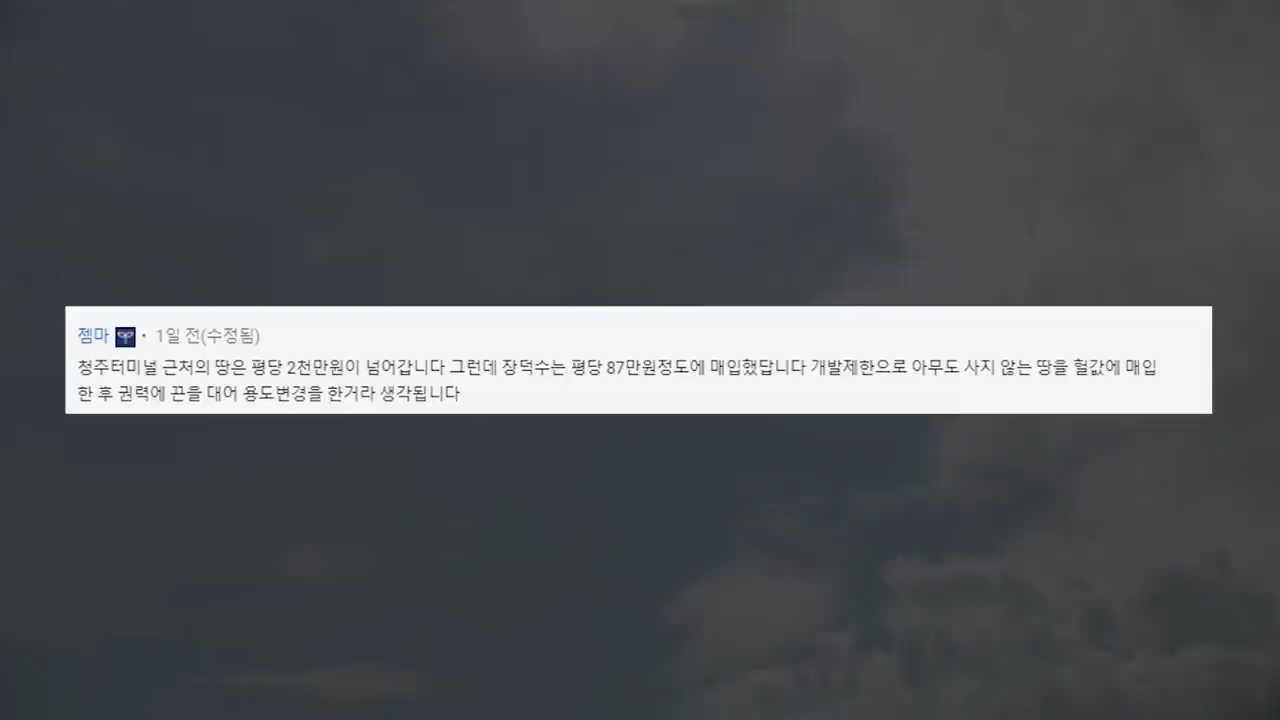 젬마 · 1일 전(수정됨)
청주터미널 근처의 땅은 평당 2천만원이 넘어갑니다 그런데 장덕수는 평당 87만원정도에 매입했답니다 개발제한으로 아무도 사지 않는 땅을 헐값에 매입
한 후 권력에 끈을 대어 용도변경을 한거라 생각됩니다